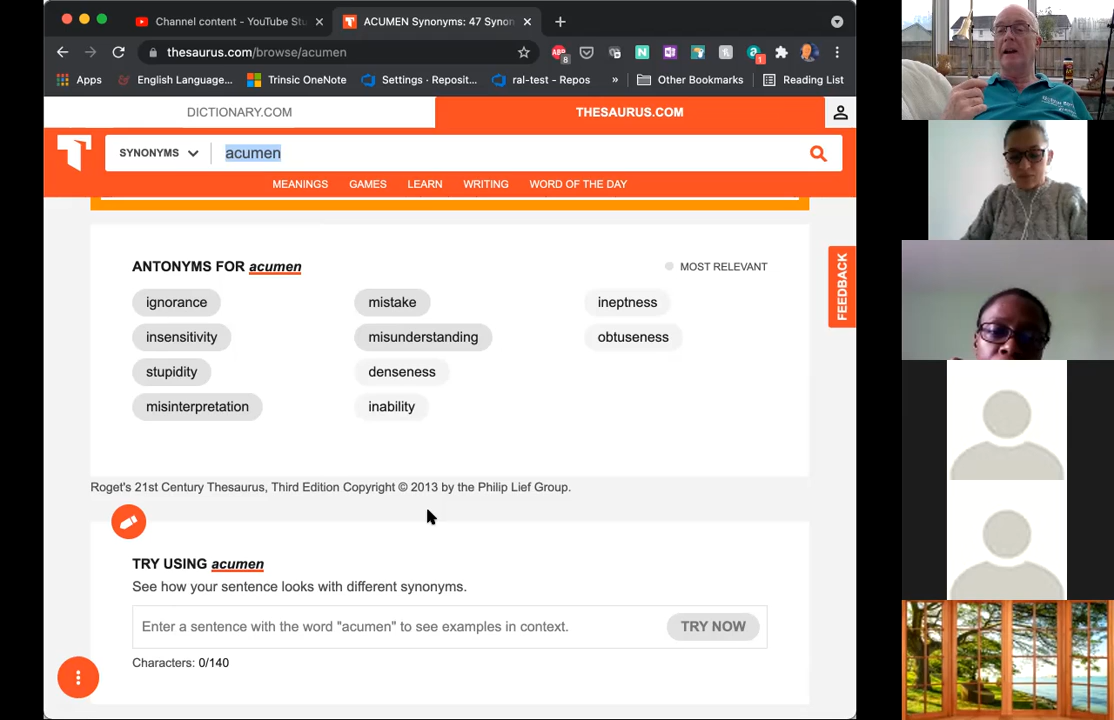 Channel content - YouTube Stu
ACUMEN Synonyms: 47 Synon
thesaurus.com/browse/acumen
8
1
Apps
English Language...
Trinsic OneNote
Settings - Reposit...
ral-test - Repos
»
Other Bookmarks
Reading List
DICTIONARY.COM
THESAURUS.COM
SYNONYMS
acumen
MEANINGS GAMES LEARN WRITING WORD OF THE DAY
ANTONYMS FOR acumen
MOST RELEVANT
ignorance mistake ineptness
insensitivity misunderstanding obtuseness
stupidity denseness
misinterpretation inability
FEEDBACK
Roget's 21st Century Thesaurus, Third Edition Copyright © 2013 by the Philip Lief Group.
TRY USING acumen
See how your sentence looks with different synonyms.
Enter a sentence with the word "acumen" to see examples in context.
TRY NOW
Characters: 0/140